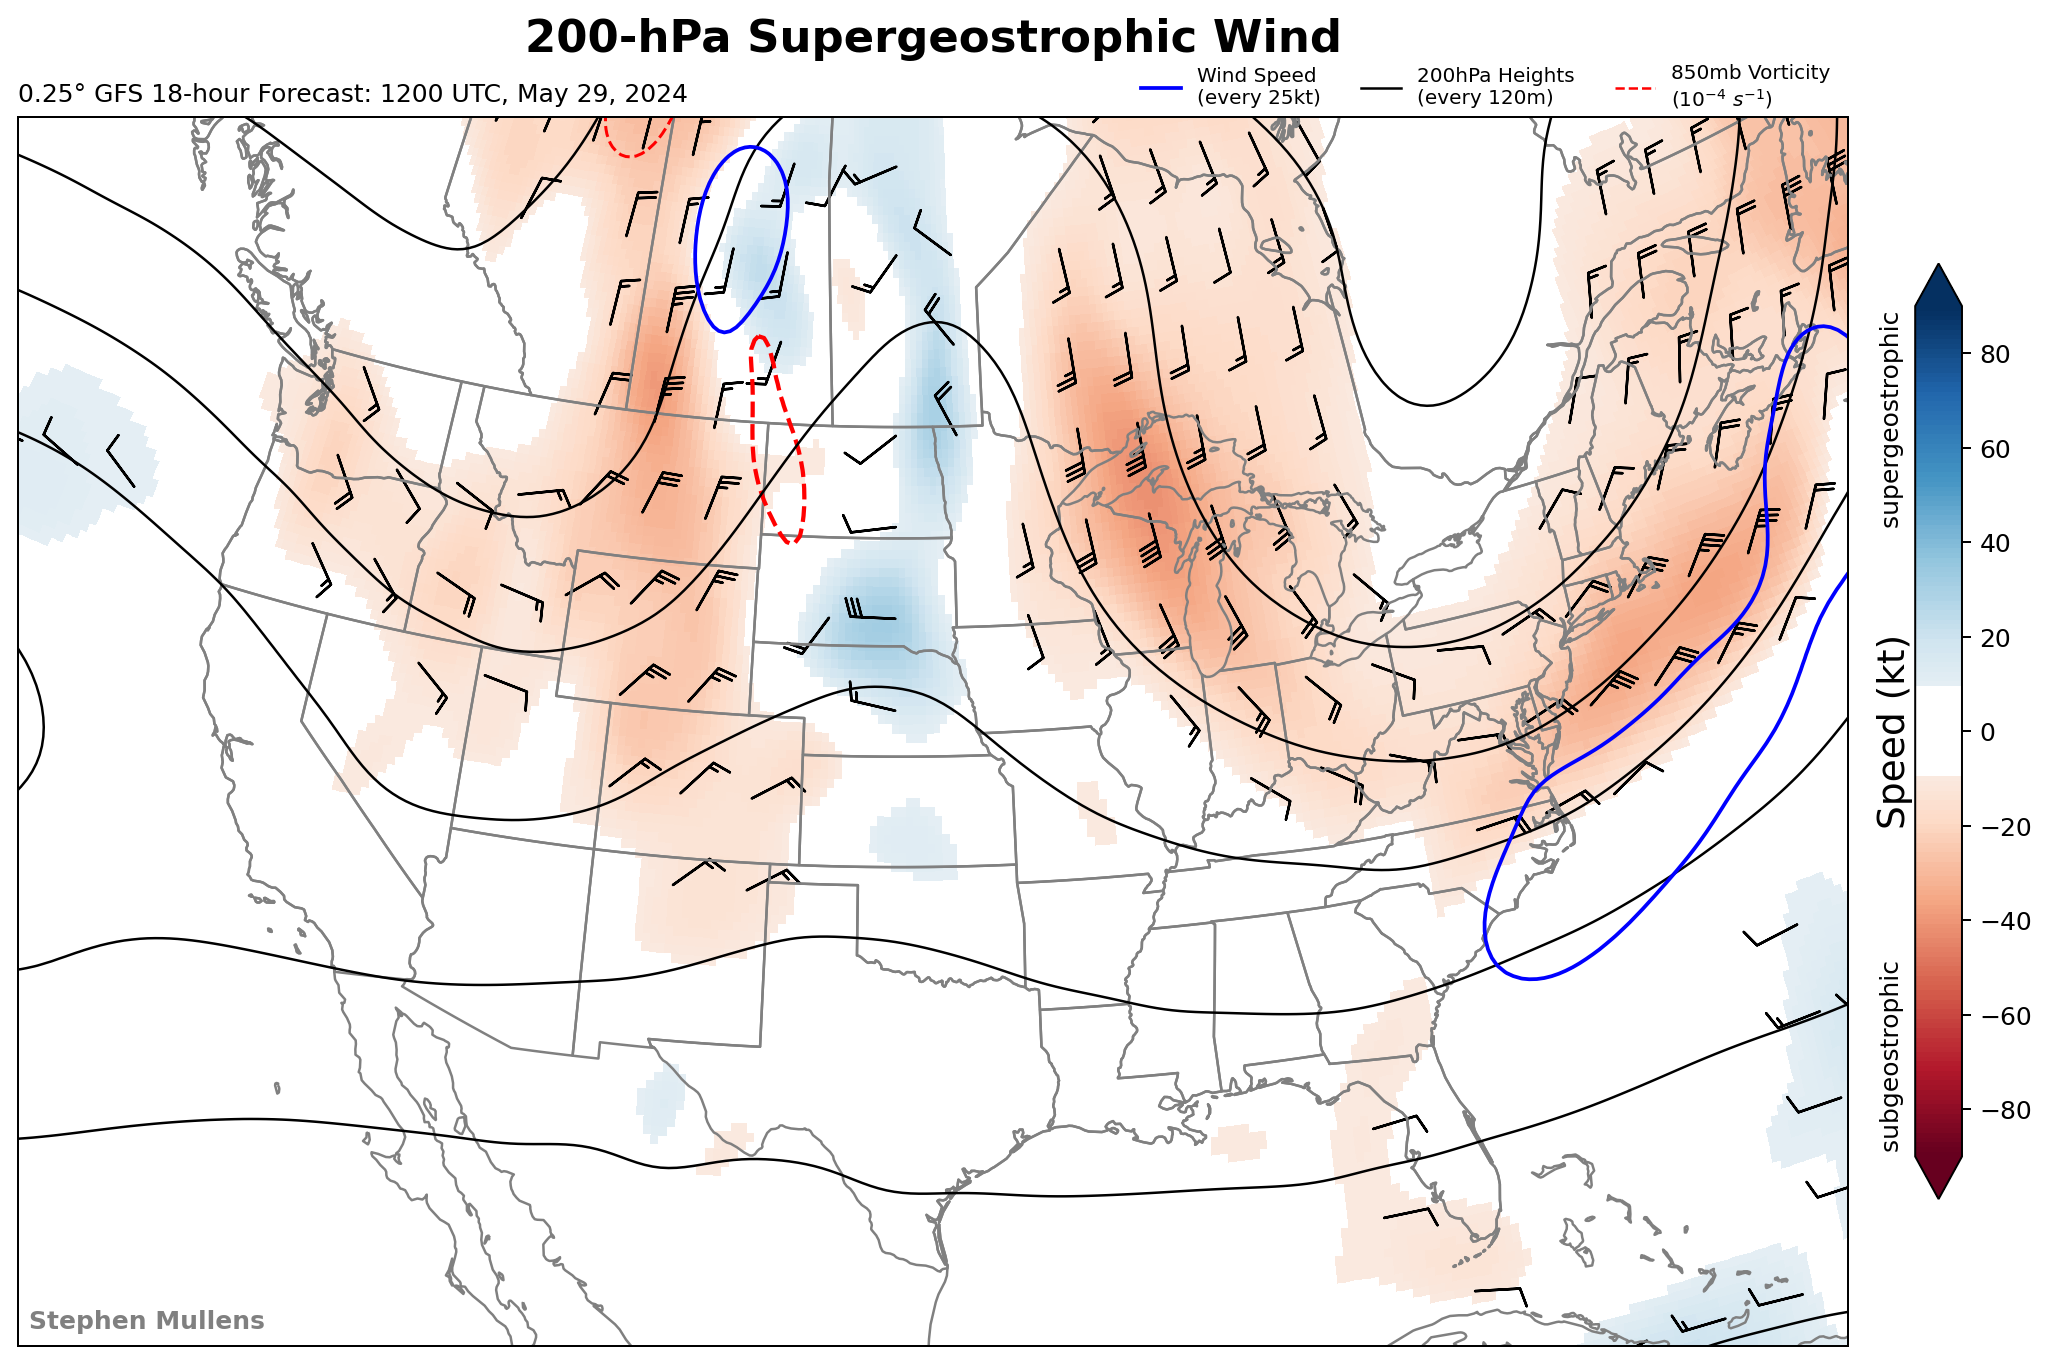 200-hPa Supergeostrophic Wind
0.25° GFS 18-hour Forecast: 1200 UTC, May 29, 2024
Wind Speed
(every 25kt)
200hPa Heights
(every 120m)
850mb Vorticity
(10⁻⁴ s⁻¹)
supergeostrophic
Speed (kt)
subgeostrophic
80
60
40
20
0
−20
−40
−60
−80
Stephen Mullens